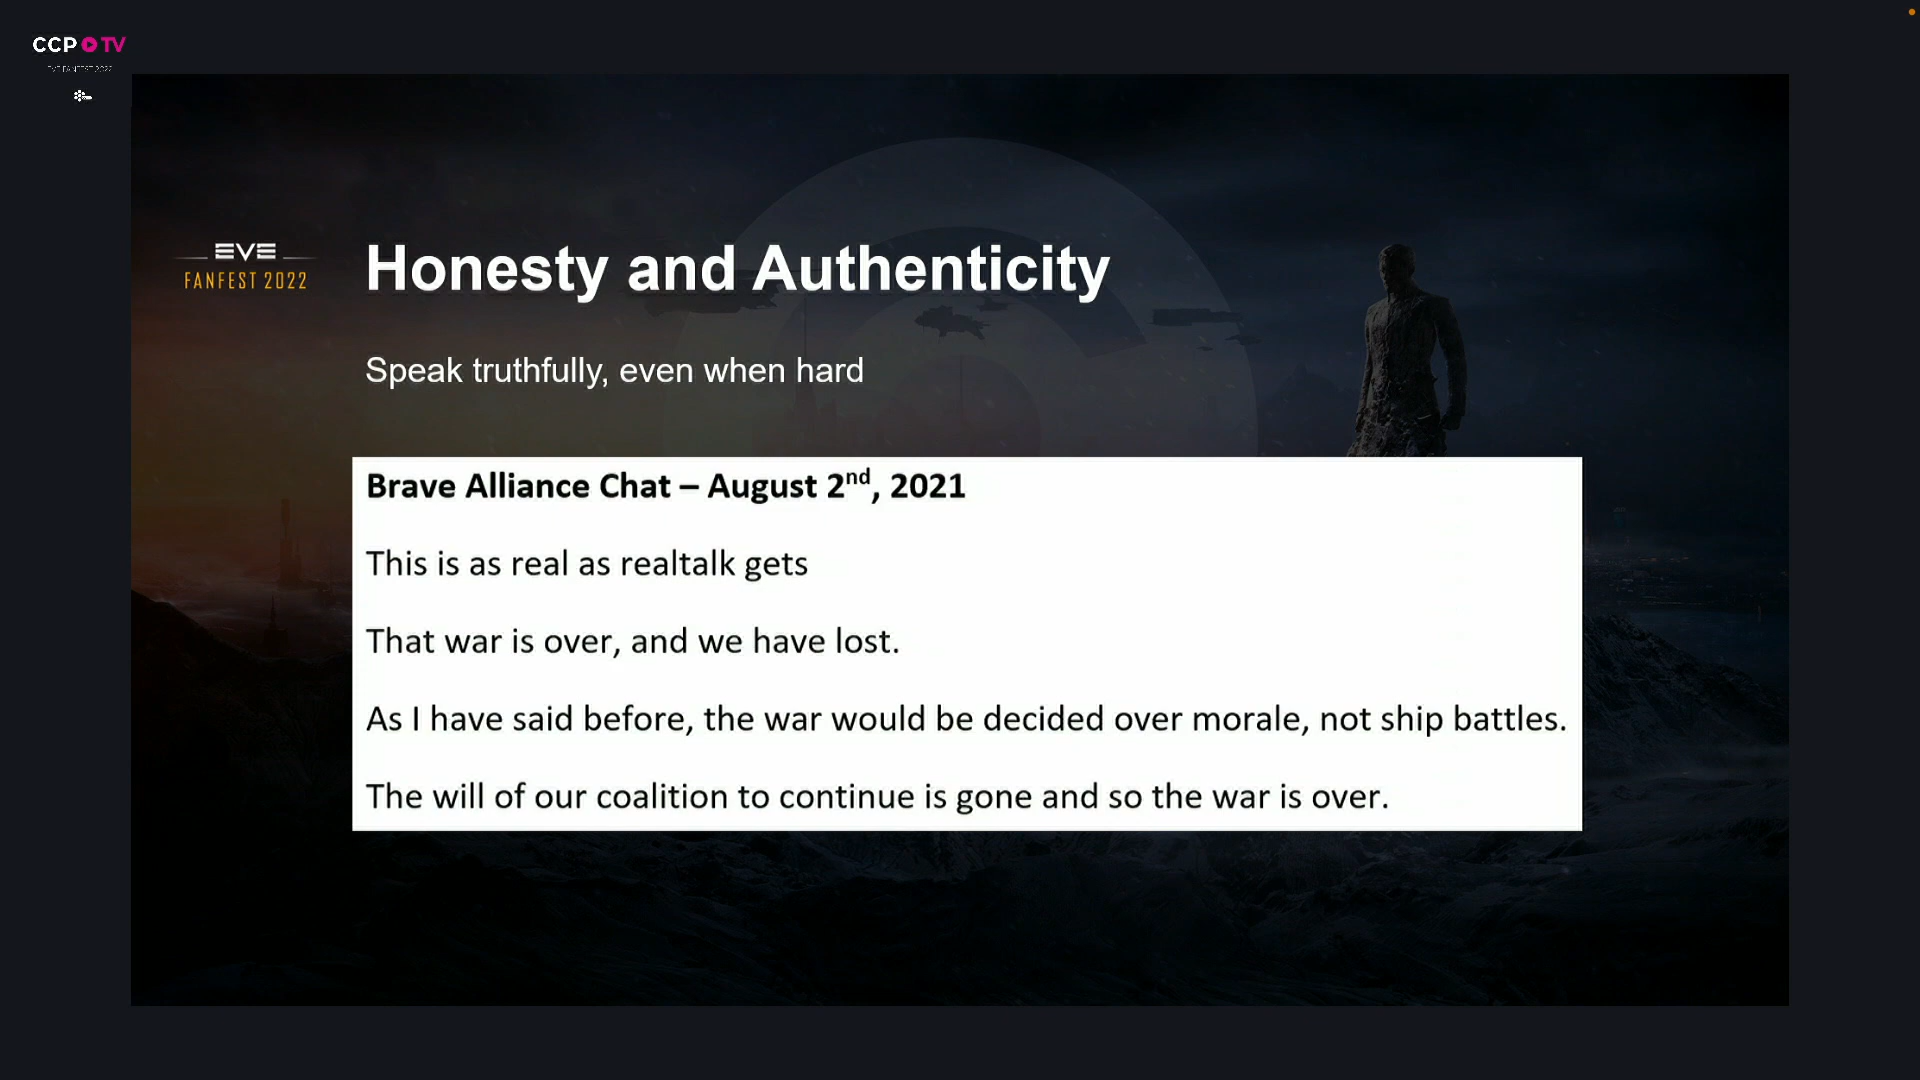 CCP TV
EVE FANFEST 2022
EVE
FANFEST 2022
Honesty and Authenticity
Speak truthfully, even when hard
Brave Alliance Chat – August 2nd, 2021
This is as real as realtalk gets
That war is over, and we have lost.
As I have said before, the war would be decided over morale, not ship battles.
The will of our coalition to continue is gone and so the war is over.